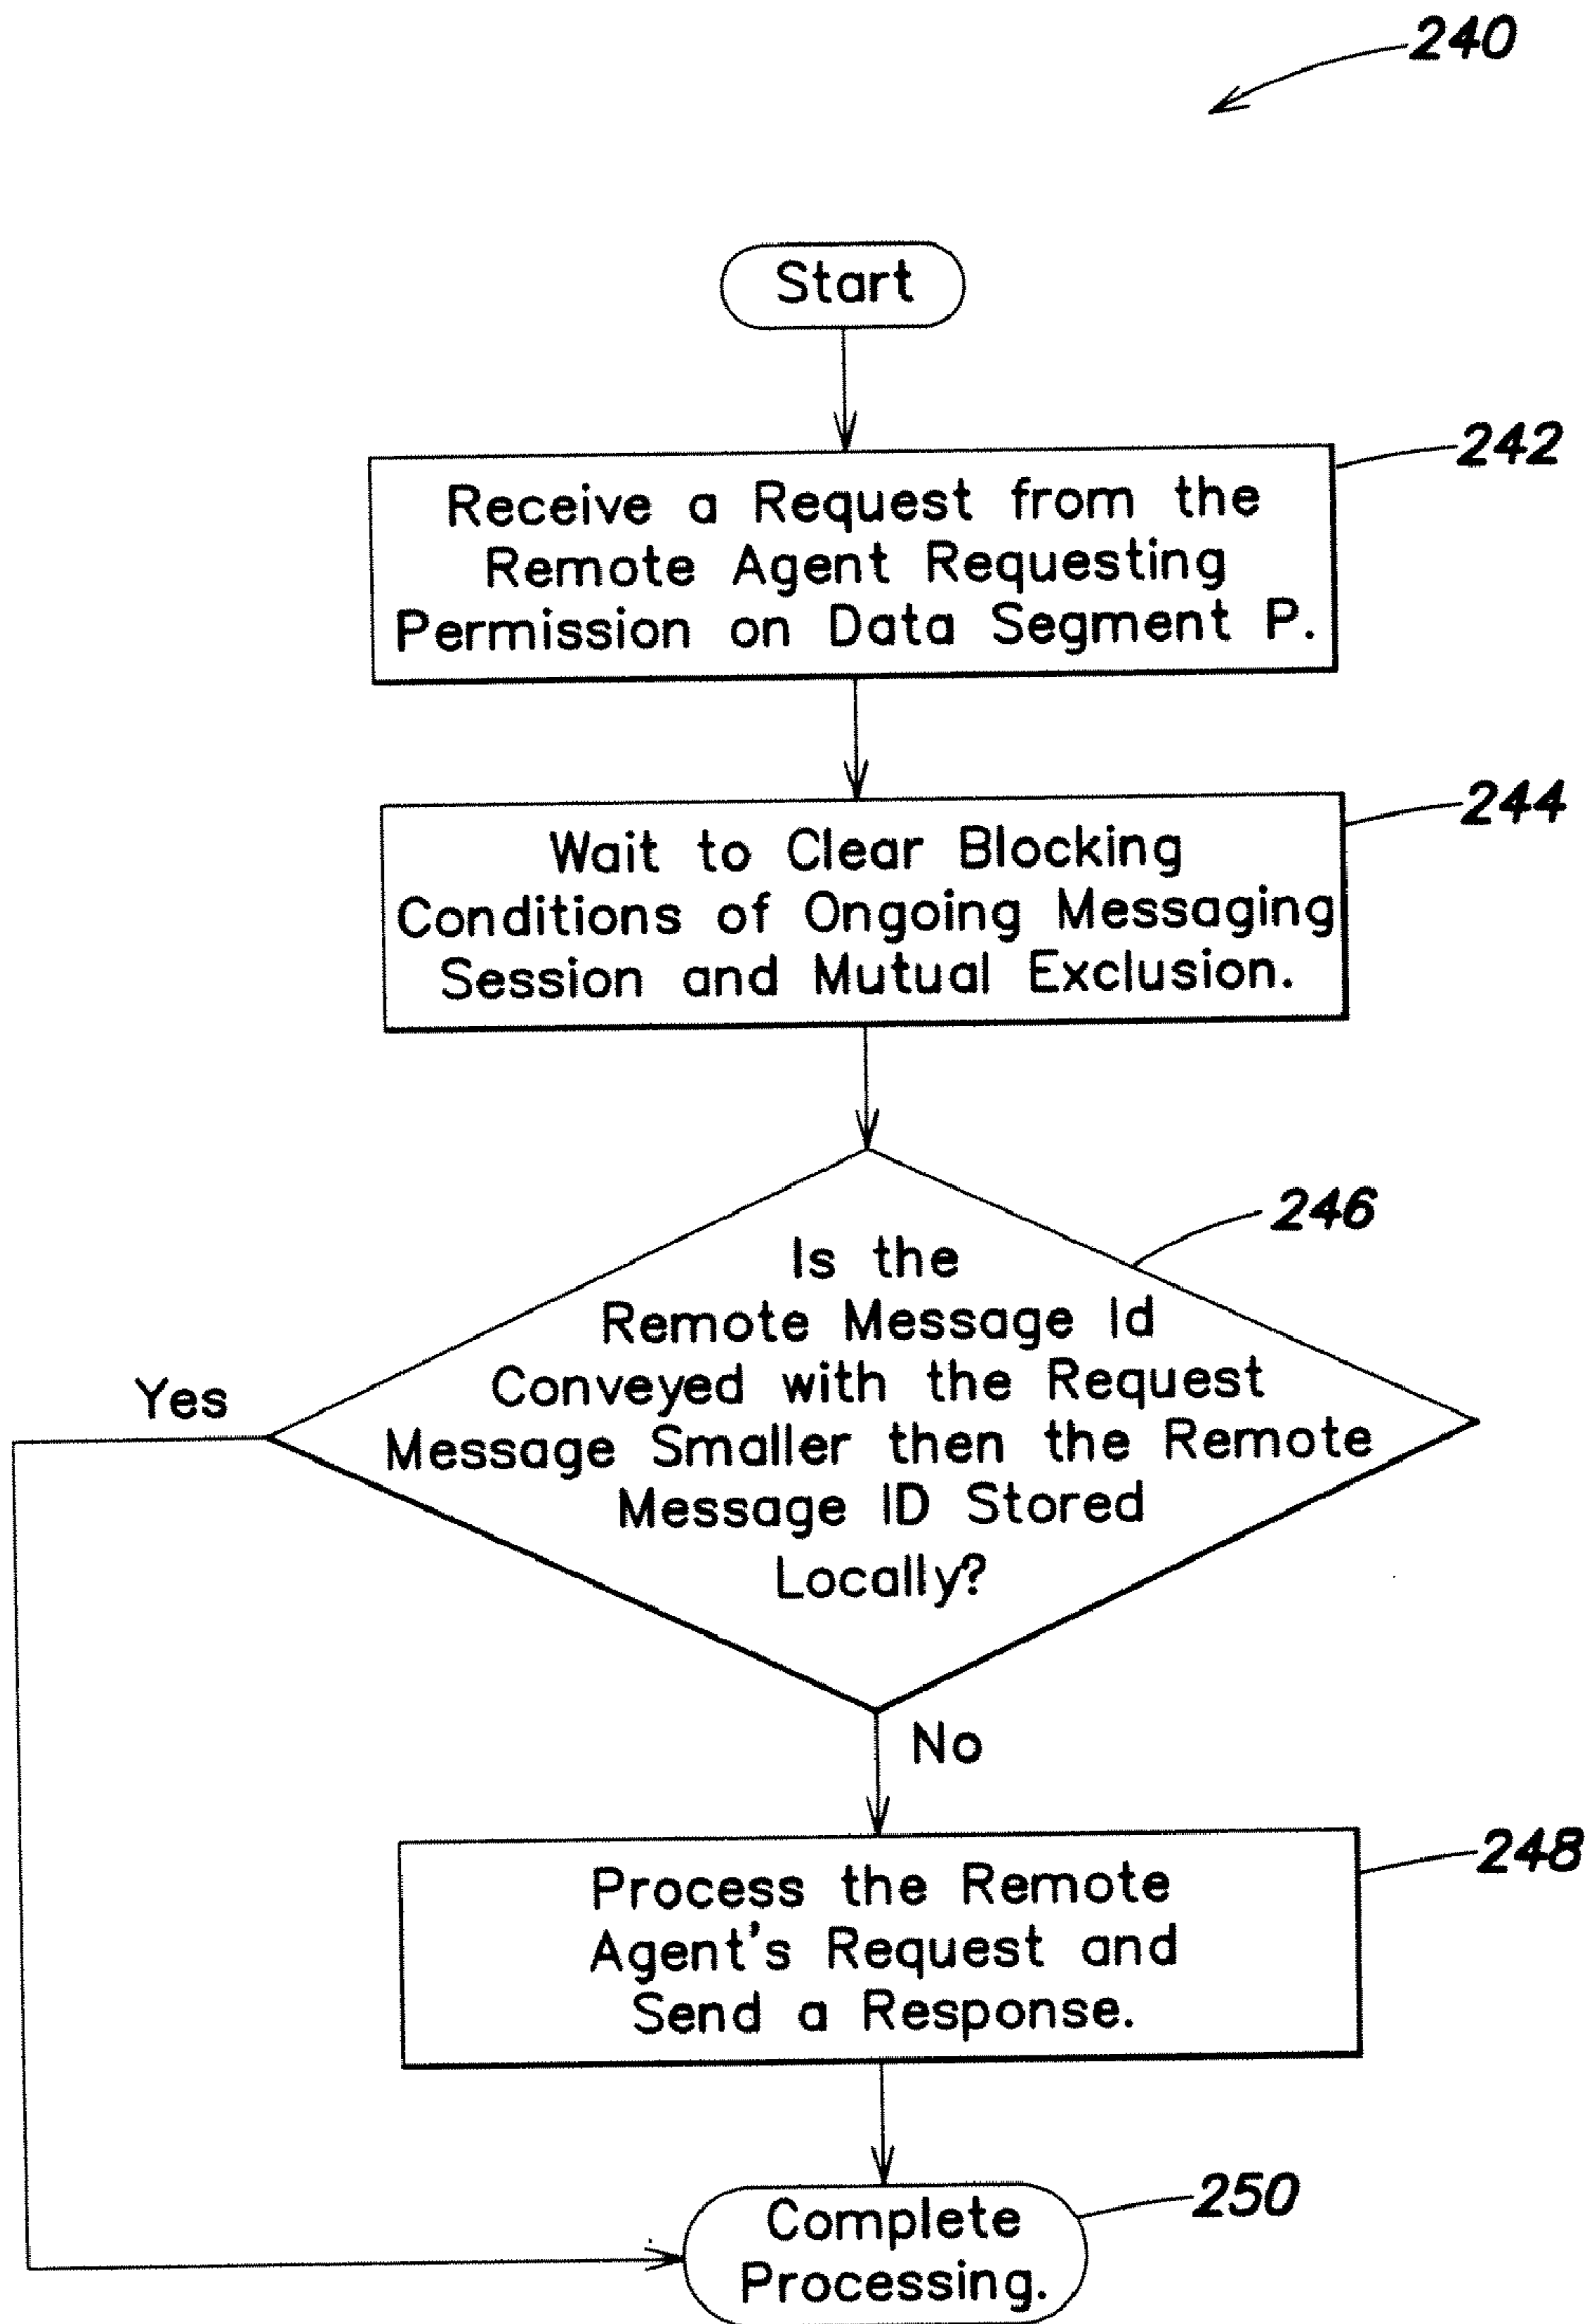 240
Start
242
Receive a Request from the
Remote Agent Requesting
Permission on Data Segment P.
244
Wait to Clear Blocking
Conditions of Ongoing Messaging
Session and Mutual Exclusion.
246
Is the
Remote Message Id
Conveyed with the Request
Message Smaller then the Remote
Message ID Stored
Locally?
Yes
No
248
Process the Remote
Agent's Request and
Send a Response.
250
Complete
Processing.